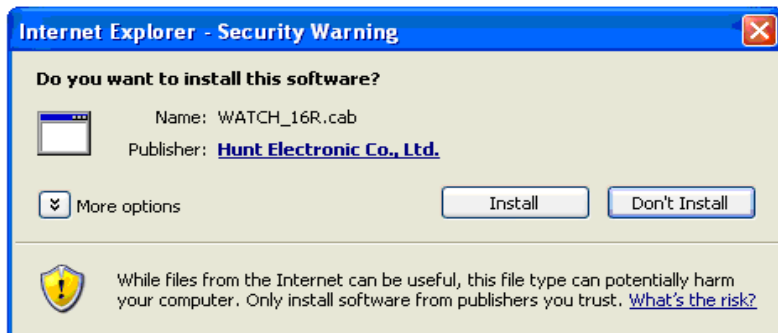 Internet Explorer - Security Warning
Do you want to install this software?
Name: WATCH_16R.cab
Publisher: Hunt Electronic Co., Ltd.
More options
Install
Don't Install
While files from the Internet can be useful, this file type can potentially harm
your computer. Only install software from publishers you trust. What's the risk?